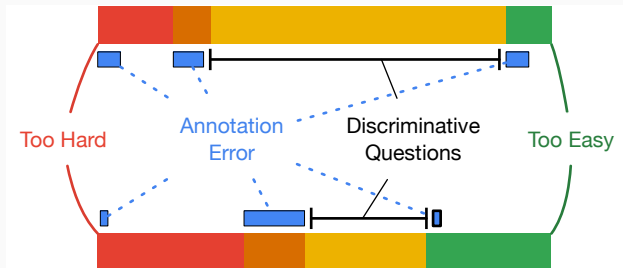 Too Hard
Annotation
Error
Discriminative
Questions
Too Easy